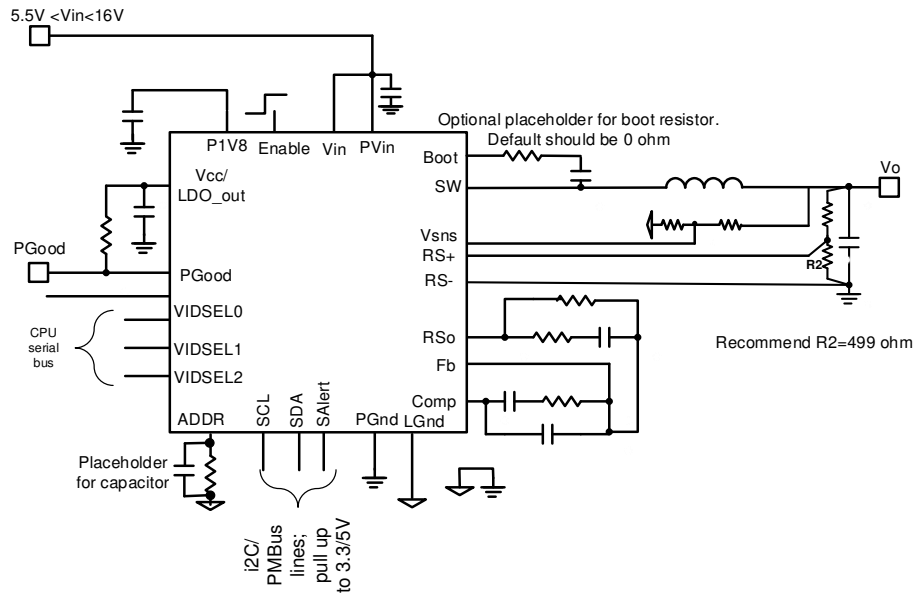 5.5V <Vin<16V
Optional placeholder for boot resistor.
Default should be 0 ohm
P1V8
Enable
Vin
PVin
Boot
Vcc/
LDO_out
SW
Vo
Vsns
PGood
RS+
R2
PGood
RS-
VIDSEL0
CPU
serial
bus
RSo
Recommend R2=499 ohm
VIDSEL1
Fb
VIDSEL2
Comp
ADDR
SCL
SDA
SAlert
PGnd
LGnd
Placeholder
for capacitor
i2C/
PMBus
lines;
pull up
to 3.3/5V